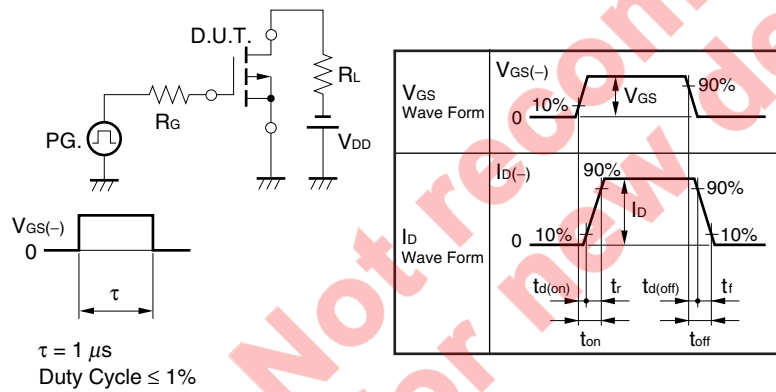 D.U.T.
RL
RG
PG.
VDD
VGS(−)
0
τ
τ = 1 μs
Duty Cycle ≤ 1%
VGS
Wave Form
VGS(−)
10%
0
VGS
90%
ID
Wave Form
ID(−)
90%
90%
ID
10%
0
10%
td(on)
tr
td(off)
tf
ton
toff
Not recom
for new de